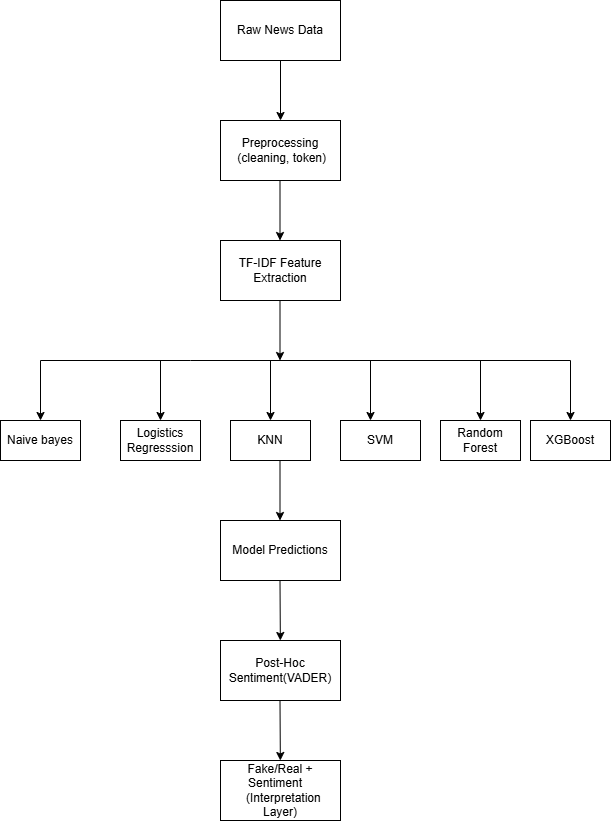 Raw News Data
Preprocessing
(cleaning, token)
TF-IDF Feature
Extraction
Naive bayes
Logistics
Regresssion
KNN
SVM
Random
Forest
XGBoost
Model Predictions
Post-Hoc
Sentiment(VADER)
Fake/Real +
Sentiment
(Interpretation
Layer)